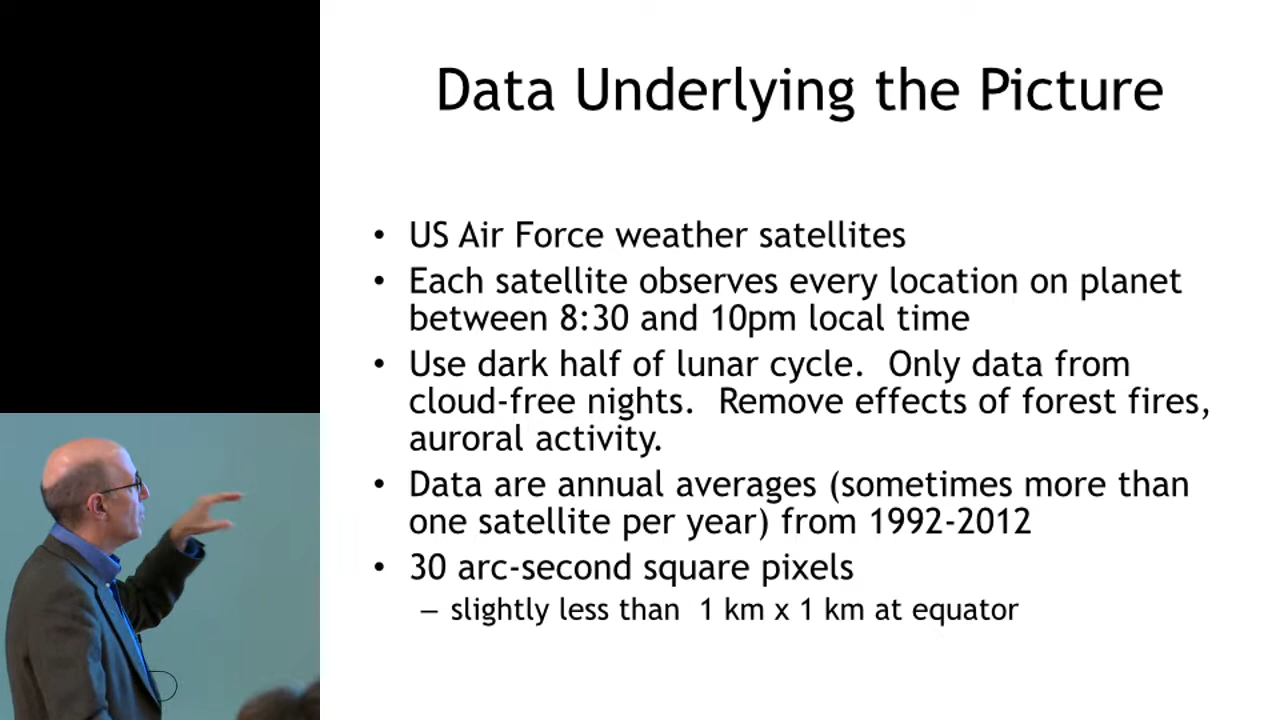 Data Underlying the Picture
• US Air Force weather satellites
• Each satellite observes every location on planet
between 8:30 and 10pm local time
• Use dark half of lunar cycle.  Only data from
cloud-free nights.  Remove effects of forest fires,
auroral activity.
• Data are annual averages (sometimes more than
one satellite per year) from 1992-2012
• 30 arc-second square pixels
– slightly less than  1 km x 1 km at equator